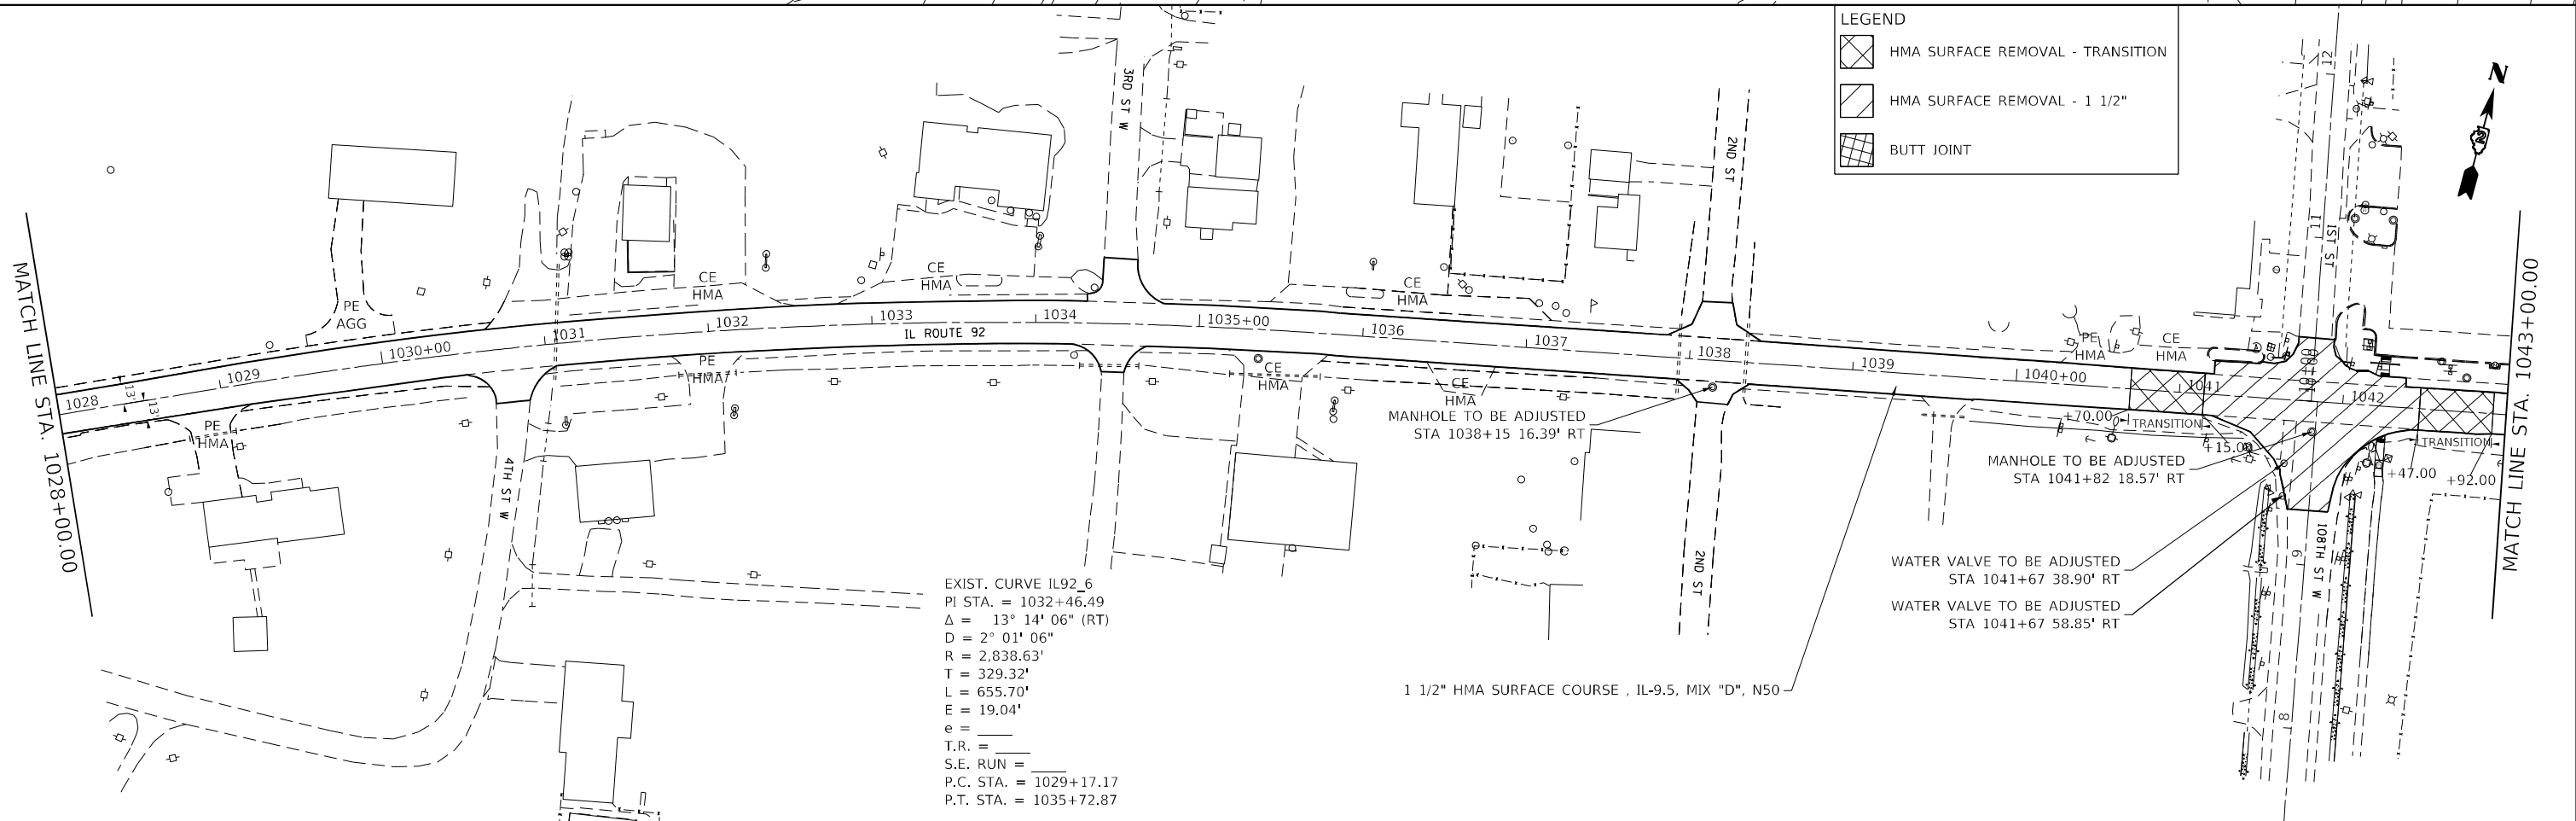 LEGEND
HMA SURFACE REMOVAL - TRANSITION
HMA SURFACE REMOVAL - 1 1/2"
BUTT JOINT
N
12
11
1ST ST
3RD ST W
2ND ST
MATCH LINE STA. 1028+00.00
MATCH LINE STA. 1043+00.00
PE
AGG
CE
HMA
CE
HMA
CE
HMA
PE
HMA
CE
HMA
1028
1029
1030+00
1031
1032
1033
1034
1035+00
1036
1037
1038
1039
1040+00
1041
1042
IL ROUTE 92
13'
13'
PE
HMA
PE
HMA
CE
HMA
CE
HMA
4TH ST W
2ND ST
MANHOLE TO BE ADJUSTED
STA 1038+15 16.39' RT
+70.00
TRANSITION
MANHOLE TO BE ADJUSTED
STA 1041+82 18.57' RT
TRANSITION
+47.00
+92.00
WATER VALVE TO BE ADJUSTED
STA 1041+67 38.90' RT
WATER VALVE TO BE ADJUSTED
STA 1041+67 58.85' RT
108TH ST W
9
8
1 1/2" HMA SURFACE COURSE , IL-9.5, MIX "D", N50
EXIST. CURVE IL92_6
PI STA. = 1032+46.49
Δ = 13° 14' 06" (RT)
D = 2° 01' 06"
R = 2,838.63'
T = 329.32'
L = 655.70'
E = 19.04'
e = ____
T.R. = ____
S.E. RUN = ____
P.C. STA. = 1029+17.17
P.T. STA. = 1035+72.87